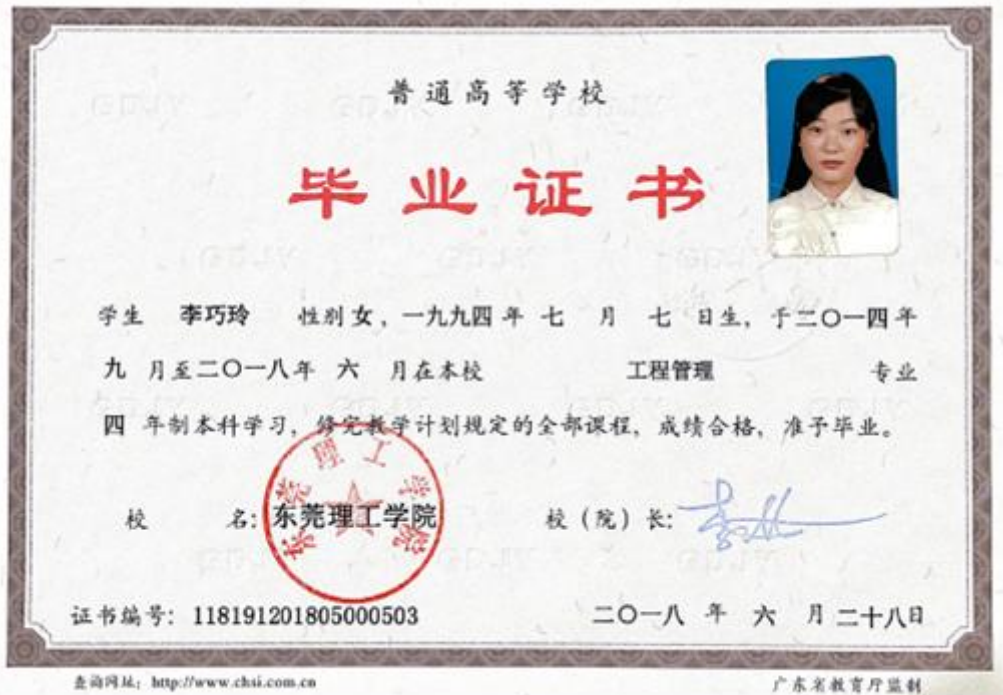 普通高等学校
毕业证书
学生 李巧玲 性别 女，一九九四 年 七 月 七 日生，于二〇一四 年
九 月至二〇一八年 六 月在本校 工程管理 专业
四 年制本科学习，修完教学计划规定的全部课程，成绩合格，准予毕业。
东莞理工学院
校 名：东莞理工学院 校（院）长：
证书编号：118191201805000503 二〇一八 年 六 月 二十八日
查询网址：http://www.chsi.com.cn 广东省教育厅监制